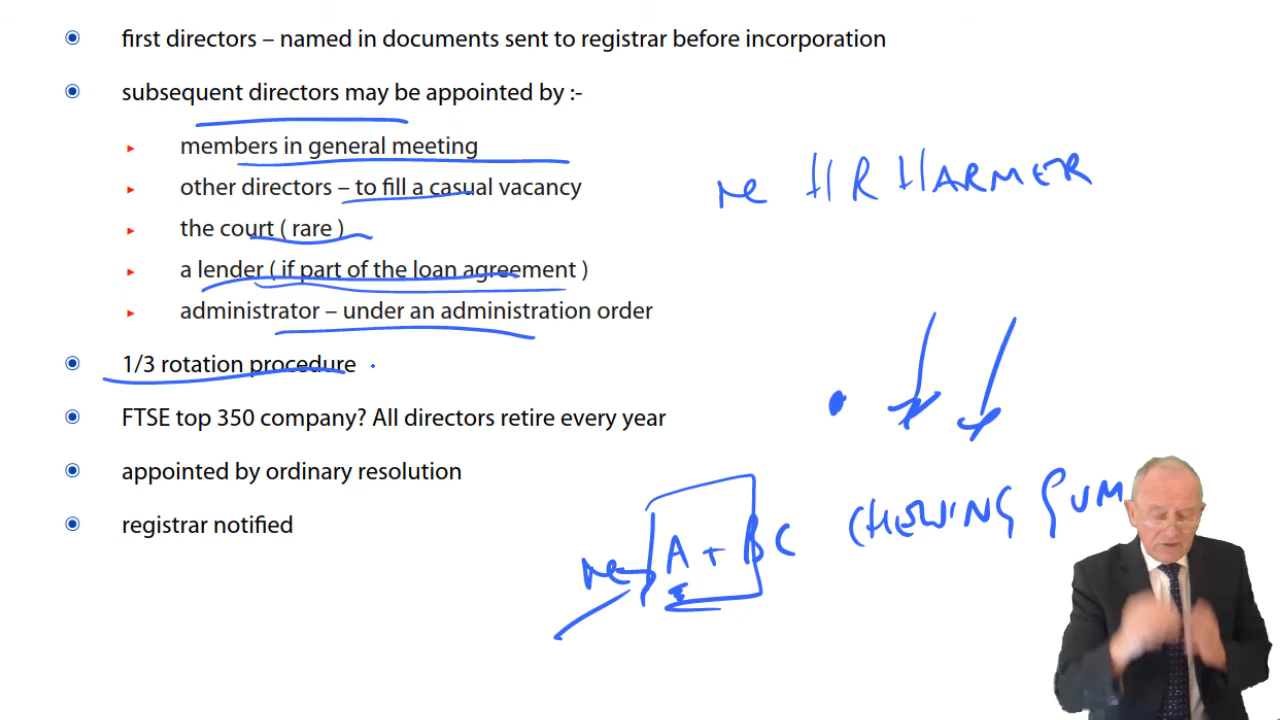 first directors – named in documents sent to registrar before incorporation
subsequent directors may be appointed by :-
members in general meeting
other directors – to fill a casual vacancy
the court ( rare )
a lender ( if part of the loan agreement )
administrator – under an administration order
1/3 rotation procedure
FTSE top 350 company? All directors retire every year
appointed by ordinary resolution
registrar notified
re H R HARMER
re A + BC CHEWING GUM